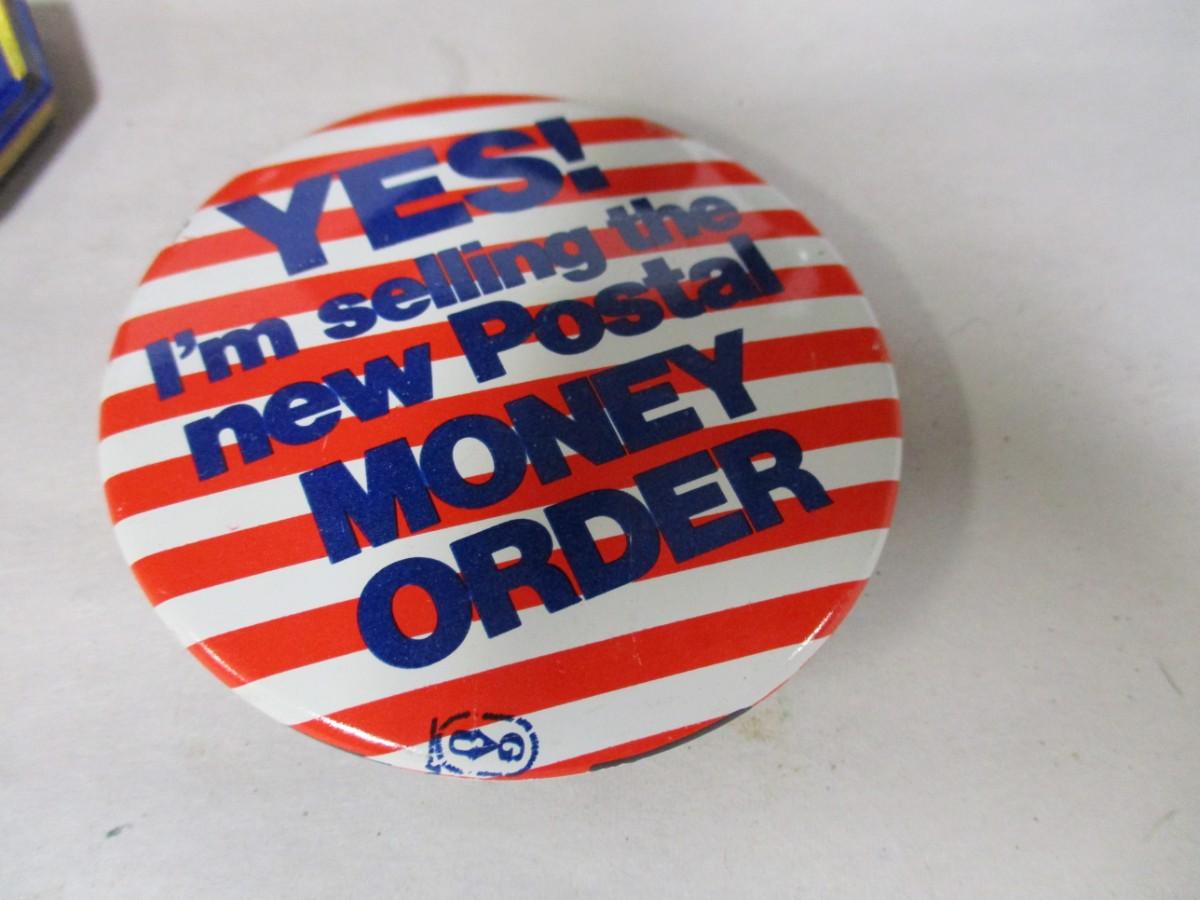 YES!
I'm selling the
new Postal
MONEY
ORDER